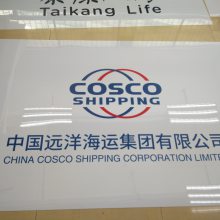 Taikang Life
COSCO
SHIPPING
中国远洋海运集团有限公
CHINA COSCO SHIPPING CORPORATION LIMITE